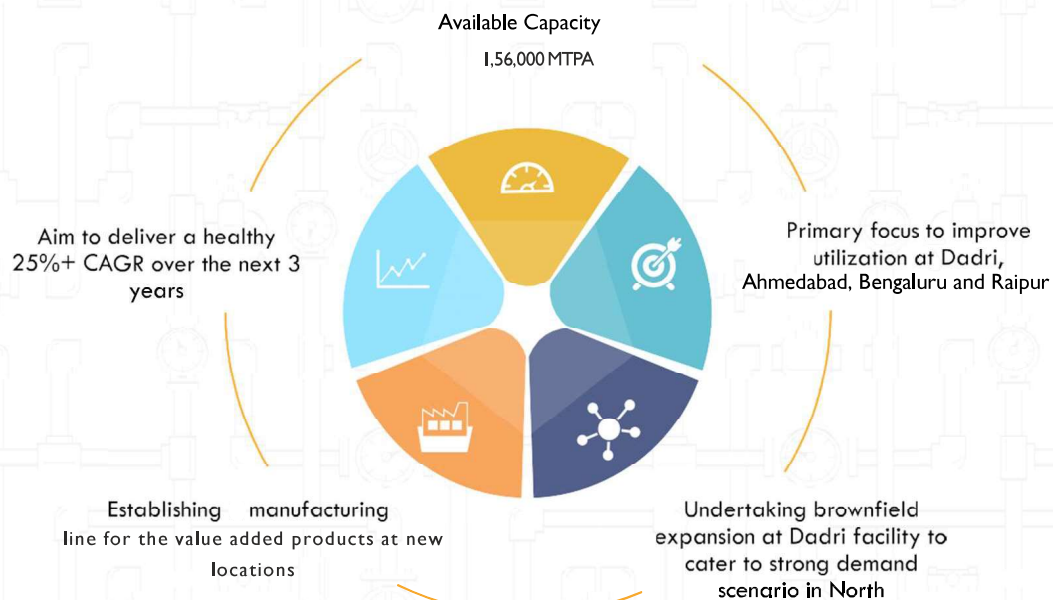 Available Capacity
1,56,000 MTPA
Primary focus to improve
utilization at Dadri,
Ahmedabad, Bengaluru and Raipur
Undertaking brownfield
expansion at Dadri facility to
cater to strong demand
scenario in North
Establishing manufacturing
line for the value added products at new
locations
Aim to deliver a healthy
25%+ CAGR over the next 3
years